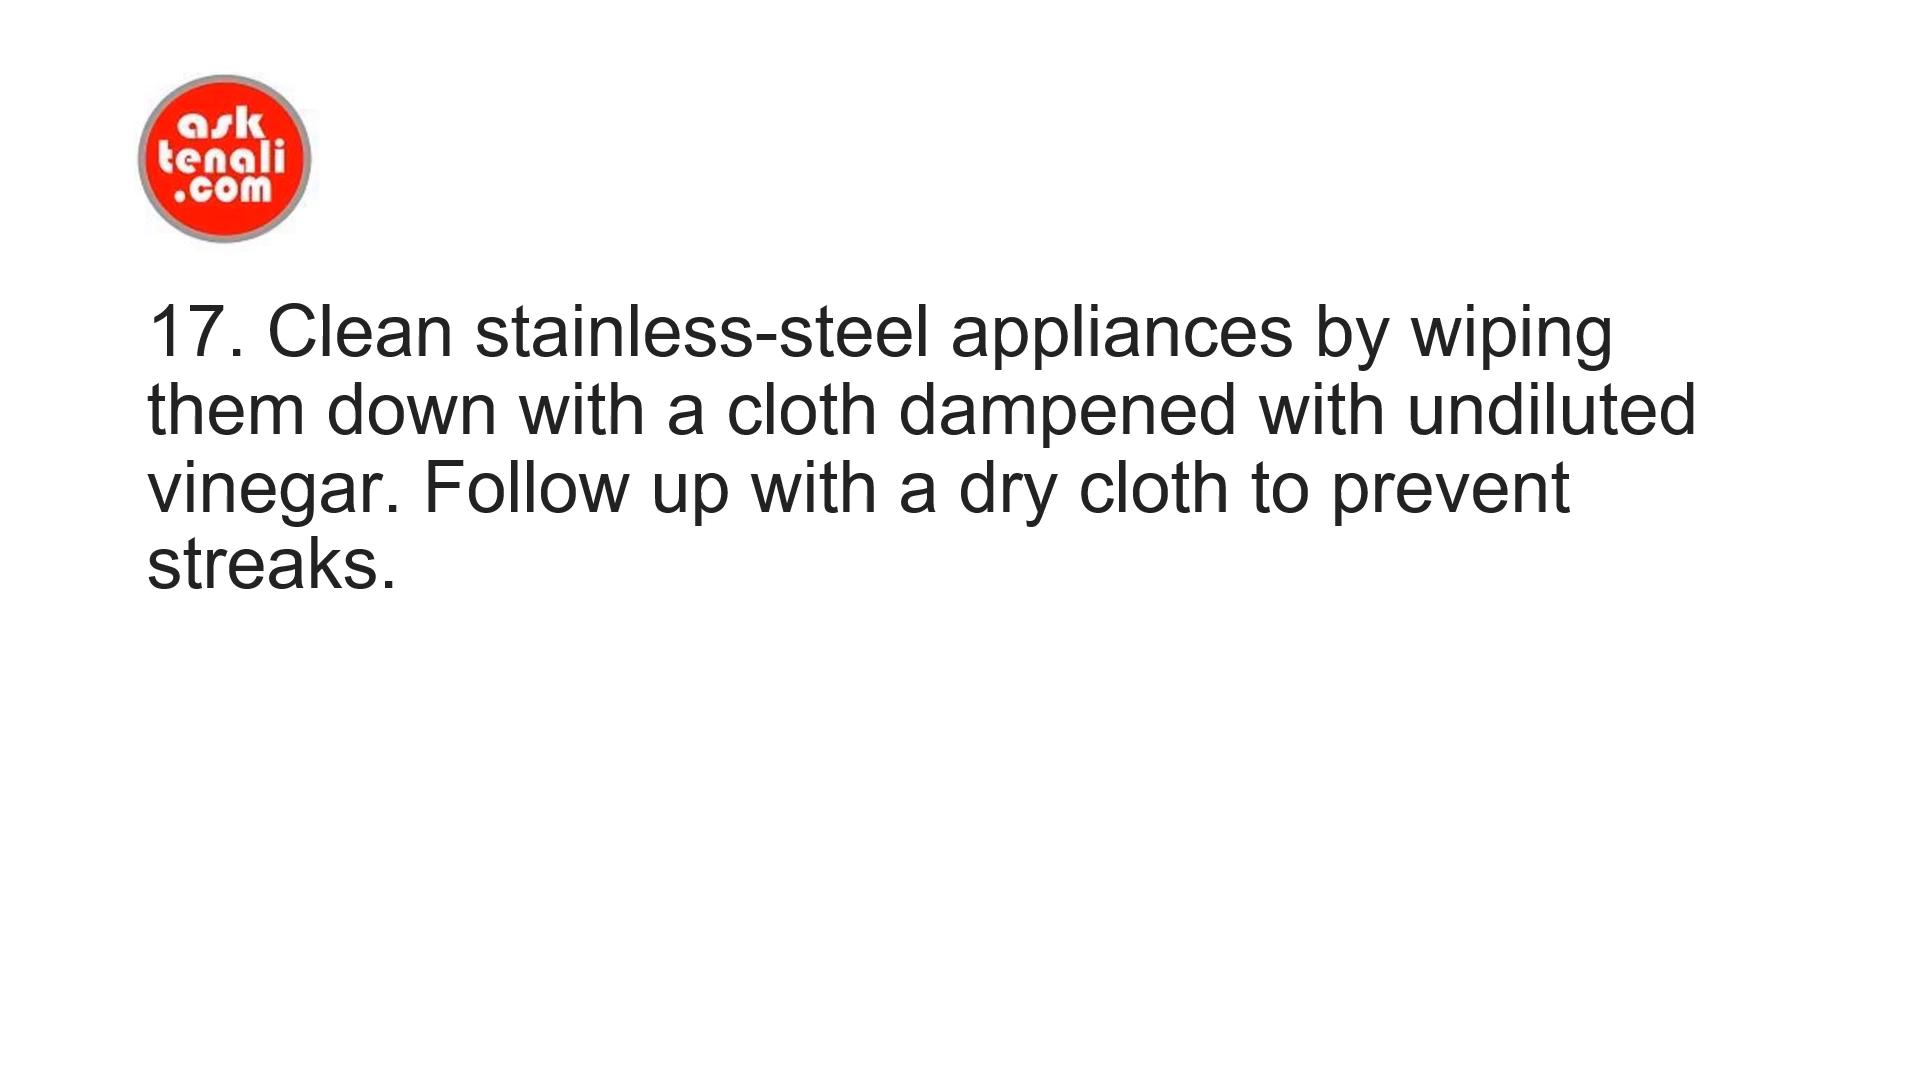 ask
tenali
.com
17. Clean stainless-steel appliances by wiping
them down with a cloth dampened with undiluted
vinegar. Follow up with a dry cloth to prevent
streaks.